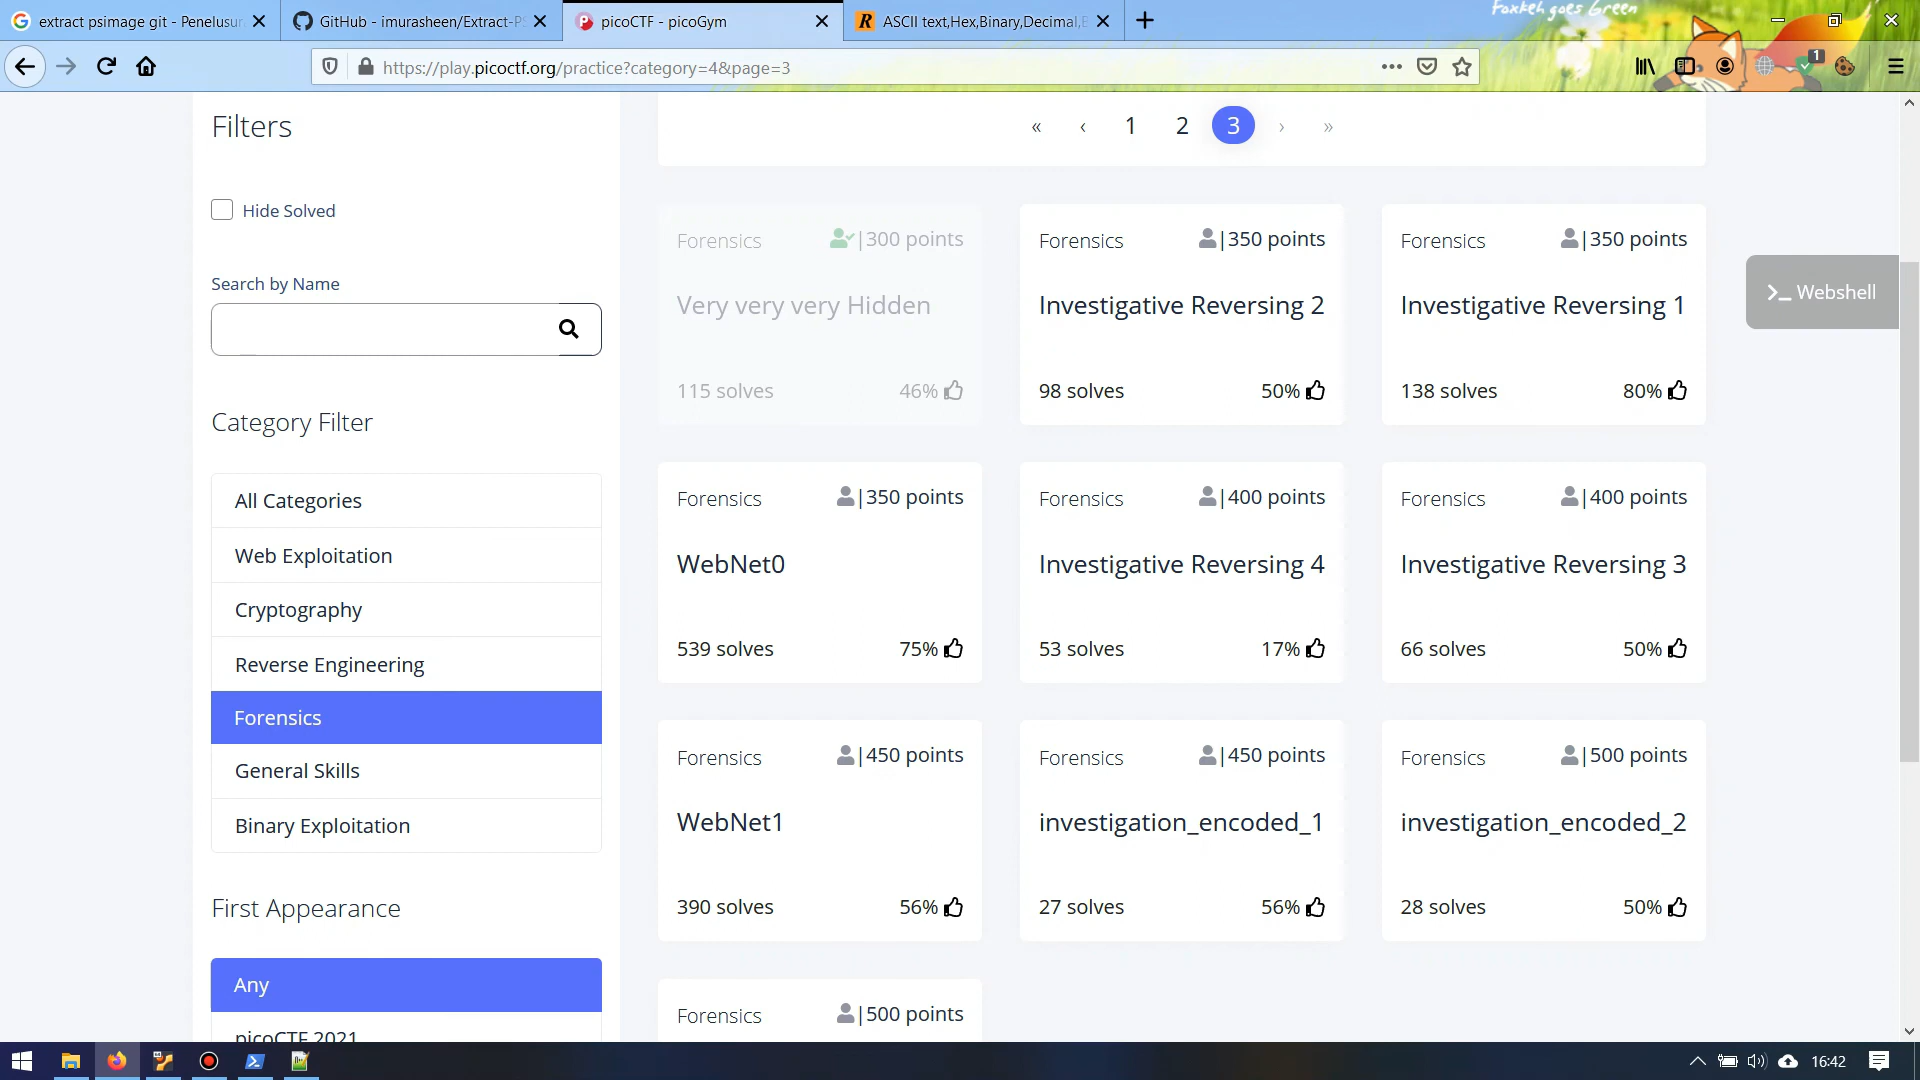 extract psimage git - Penelusur
GitHub - imurasheen/Extract-PS
picoCTF - picoGym
ASCII text,Hex,Binary,Decimal,B
Foxkeh goes Green
https://play.picoctf.org/practice?category=4&page=3
1
Filters
« ‹ 1 2 3 › »
Hide Solved
Search by Name
Category Filter
All Categories
Web Exploitation
Cryptography
Reverse Engineering
Forensics
General Skills
Binary Exploitation
First Appearance
Any
picoCTF 2021
Forensics |300 points
Very very very Hidden
115 solves 46%
Forensics |350 points
Investigative Reversing 2
98 solves 50%
Forensics |350 points
Investigative Reversing 1
138 solves 80%
Forensics |350 points
WebNet0
539 solves 75%
Forensics |400 points
Investigative Reversing 4
53 solves 17%
Forensics |400 points
Investigative Reversing 3
66 solves 50%
Forensics |450 points
WebNet1
390 solves 56%
Forensics |450 points
investigation_encoded_1
27 solves 56%
Forensics |500 points
investigation_encoded_2
28 solves 50%
Forensics |500 points
>_ Webshell
16:42